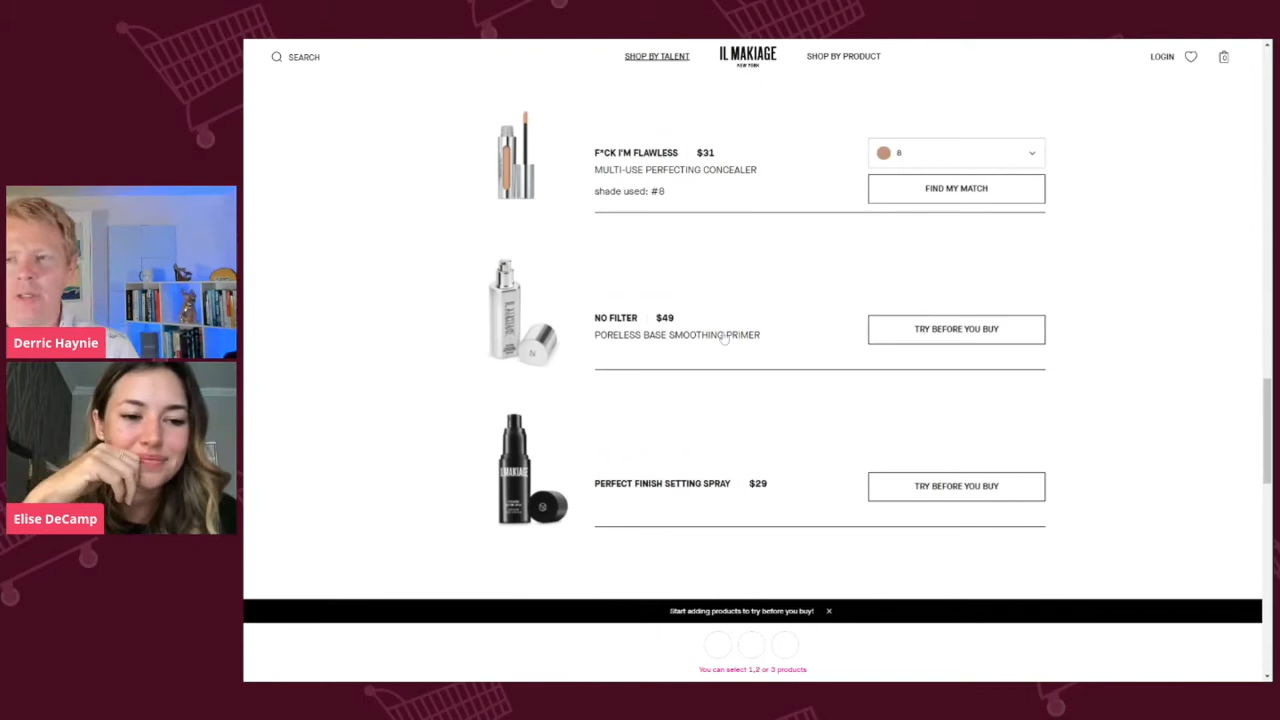 SEARCH
SHOP BY TALENT
IL MAKIAGE
NEW YORK
SHOP BY PRODUCT
LOGIN
0
F*CK I'M FLAWLESS $31
MULTI-USE PERFECTING CONCEALER
shade used: #8
8
FIND MY MATCH
NO FILTER $49
PORELESS BASE SMOOTHING PRIMER
TRY BEFORE YOU BUY
IL MAKIAGE
PERFECT FINISH SETTING SPRAY $29
TRY BEFORE YOU BUY
Start adding products to try before you buy!
You can select 1,2 or 3 products
Derric Haynie
Elise DeCamp